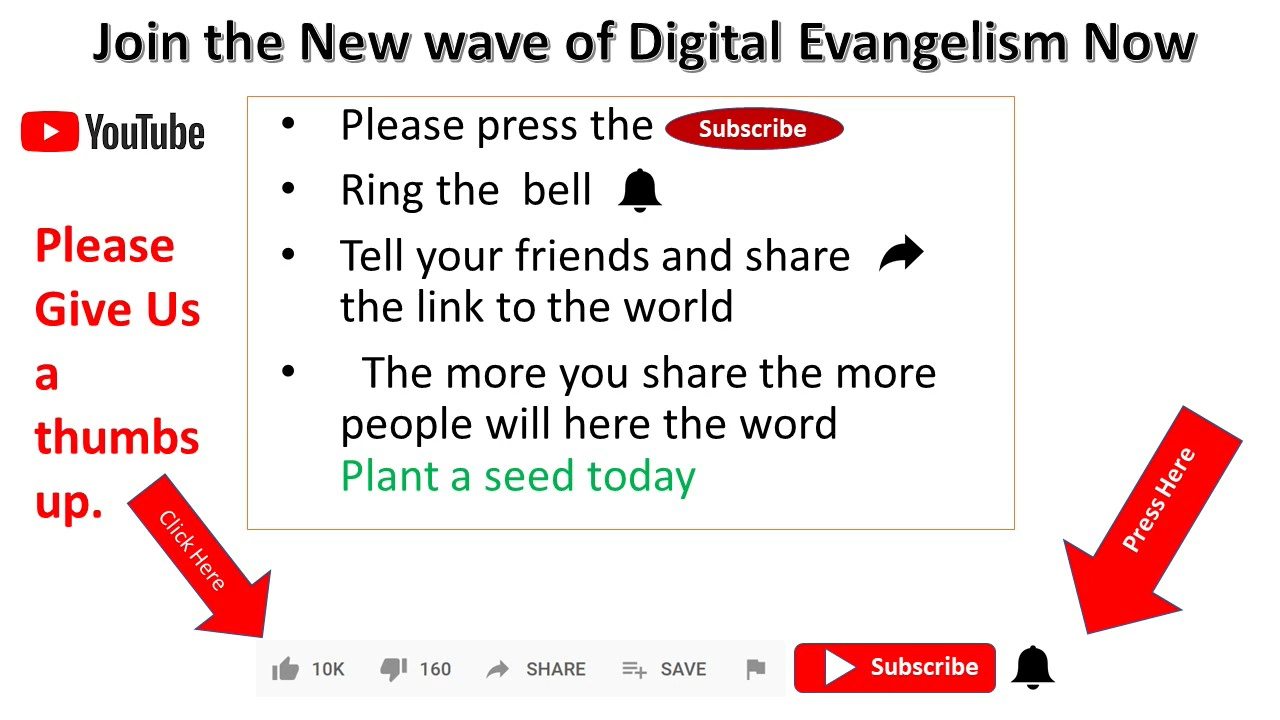 Join the New wave of Digital Evangelism Now
YouTube
Please press the Subscribe
Ring the bell
Tell your friends and share
the link to the world
The more you share the more
people will here the word
Plant a seed today
Please
Give Us
a
thumbs
up.
Click Here
Press Here
10K 160 SHARE SAVE Subscribe